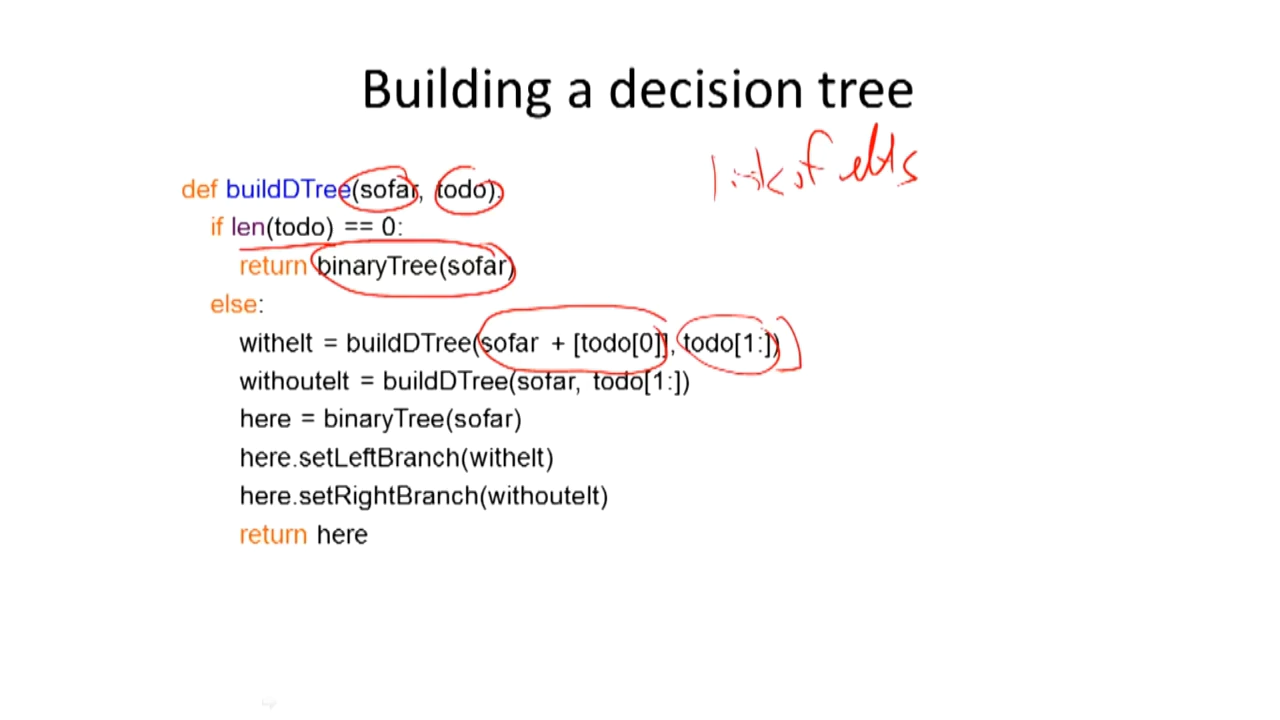 Building a decision tree
lists of elts
def buildDTree(sofar, todo):
if len(todo) == 0:
return binaryTree(sofar)
else:
withelt = buildDTree(sofar + [todo[0]], todo[1:])
withoutelt = buildDTree(sofar, todo[1:])
here = binaryTree(sofar)
here.setLeftBranch(withelt)
here.setRightBranch(withoutelt)
return here